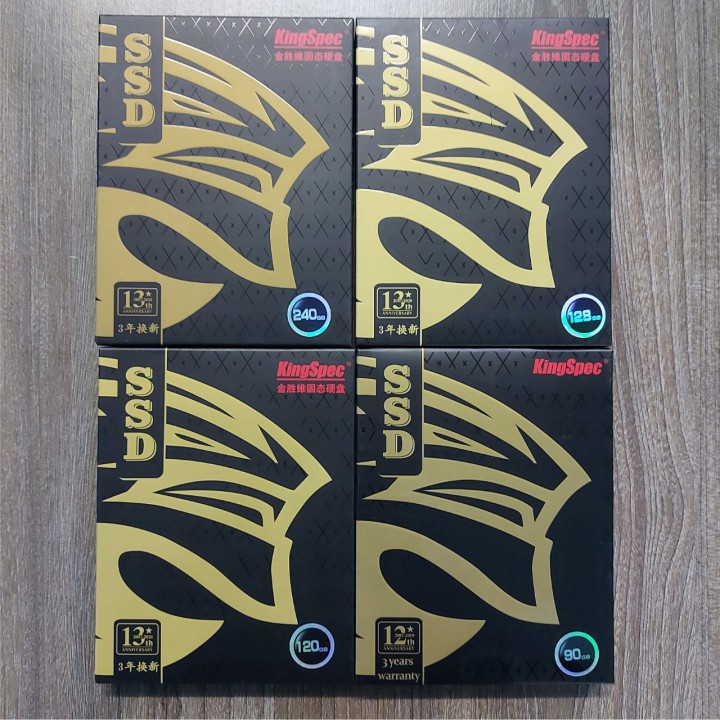 SSD
KingSpec®
金胜维固态硬盘
13th
ANNIVERSARY
3年换新
240GB
SSD
KingSpec®
金胜维固态硬盘
13th
ANNIVERSARY
3年换新
128GB
SSD
KingSpec®
金胜维固态硬盘
13th
ANNIVERSARY
3年换新
120GB
SSD
KingSpec®
12th
2007-2019
ANNIVERSARY
3 years
warranty
90GB